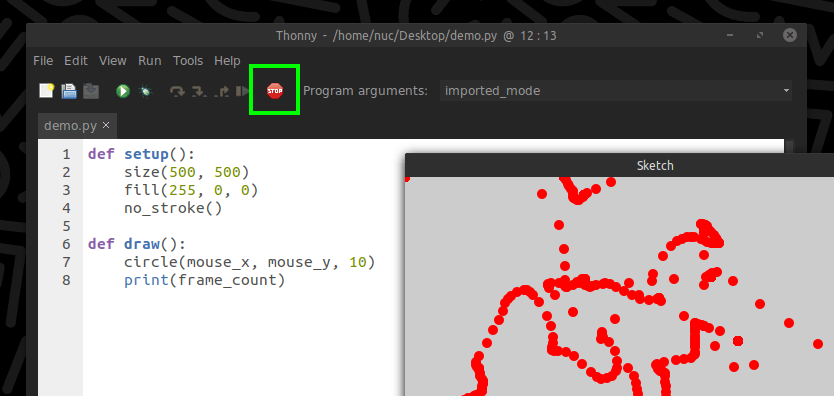 Thonny - /home/nuc/Desktop/demo.py @ 12 : 13
File Edit View Run Tools Help
STOP Program arguments: imported_mode
demo.py ×
Sketch
1 def setup():
2 size(500, 500)
3 fill(255, 0, 0)
4 no_stroke()
5
6 def draw():
7 circle(mouse_x, mouse_y, 10)
8 print(frame_count)